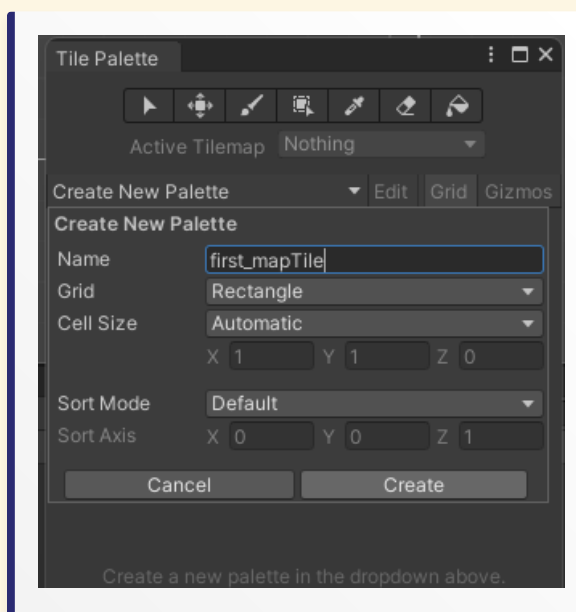 Tile Palette
Active Tilemap Nothing
Create New Palette Edit Grid Gizmos
Create New Palette
Name first_mapTile
Grid Rectangle
Cell Size Automatic
X 1 Y 1 Z 0
Sort Mode Default
Sort Axis X 0 Y 0 Z 1
Cancel Create
Create a new palette in the dropdown above.